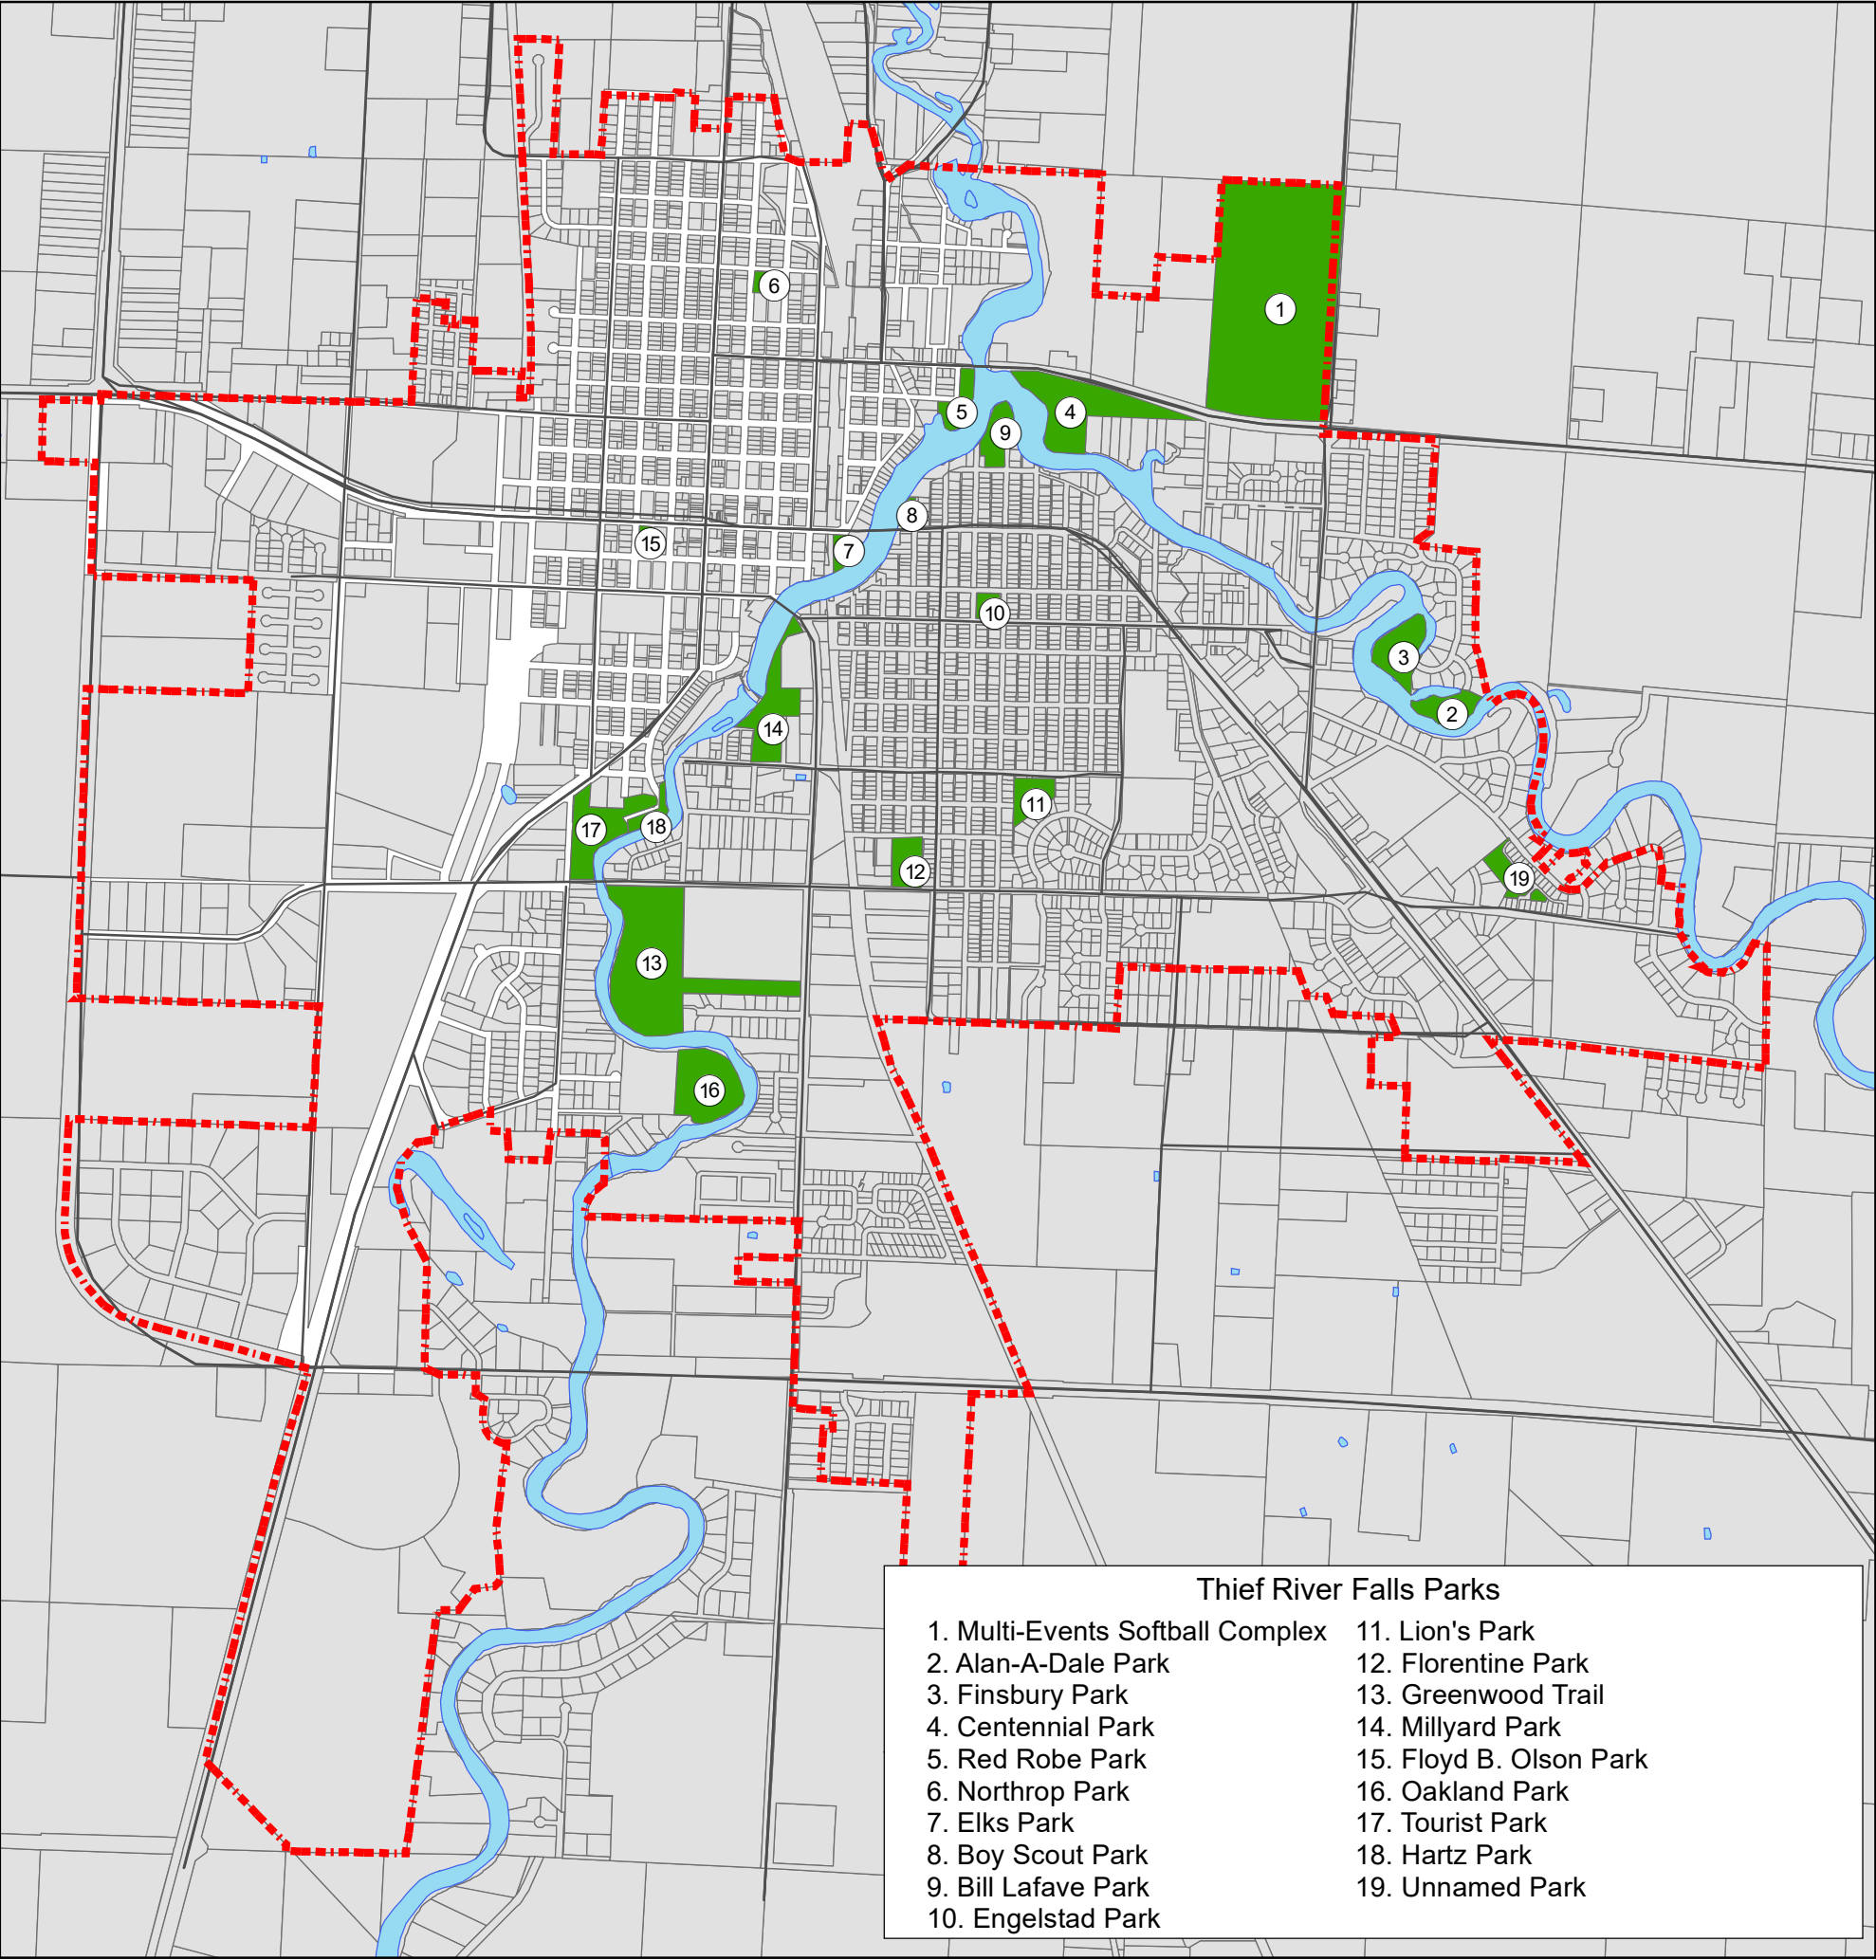 6
1
5
4
9
8
15
7
10
3
2
14
11
17
18
12
19
13
16
Thief River Falls Parks
1. Multi-Events Softball Complex
2. Alan-A-Dale Park
3. Finsbury Park
4. Centennial Park
5. Red Robe Park
6. Northrop Park
7. Elks Park
8. Boy Scout Park
9. Bill Lafave Park
10. Engelstad Park
11. Lion's Park
12. Florentine Park
13. Greenwood Trail
14. Millyard Park
15. Floyd B. Olson Park
16. Oakland Park
17. Tourist Park
18. Hartz Park
19. Unnamed Park